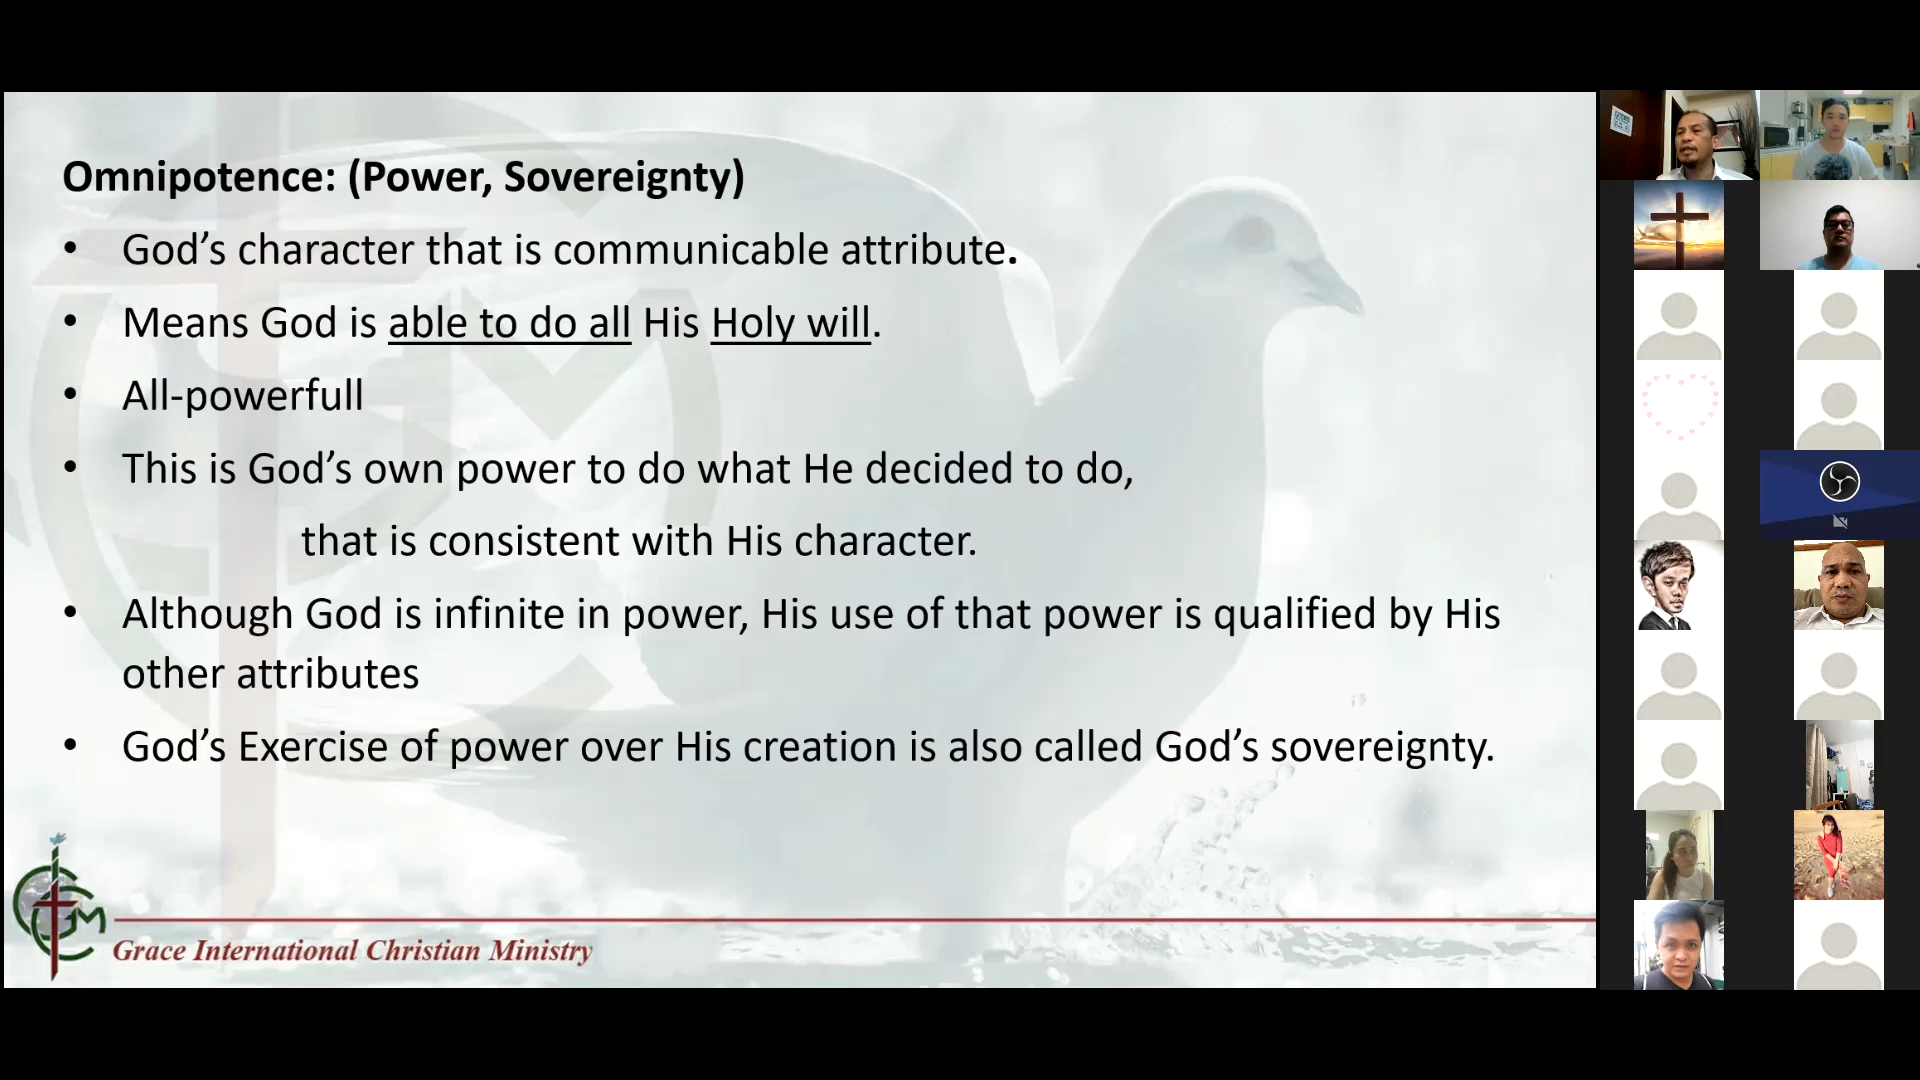 Omnipotence: (Power, Sovereignty)
• God’s character that is communicable attribute.
• Means God is able to do all His Holy will.
• All-powerfull
• This is God’s own power to do what He decided to do,
that is consistent with His character.
• Although God is infinite in power, His use of that power is qualified by His
other attributes
• God’s Exercise of power over His creation is also called God’s sovereignty.
Grace International Christian Ministry